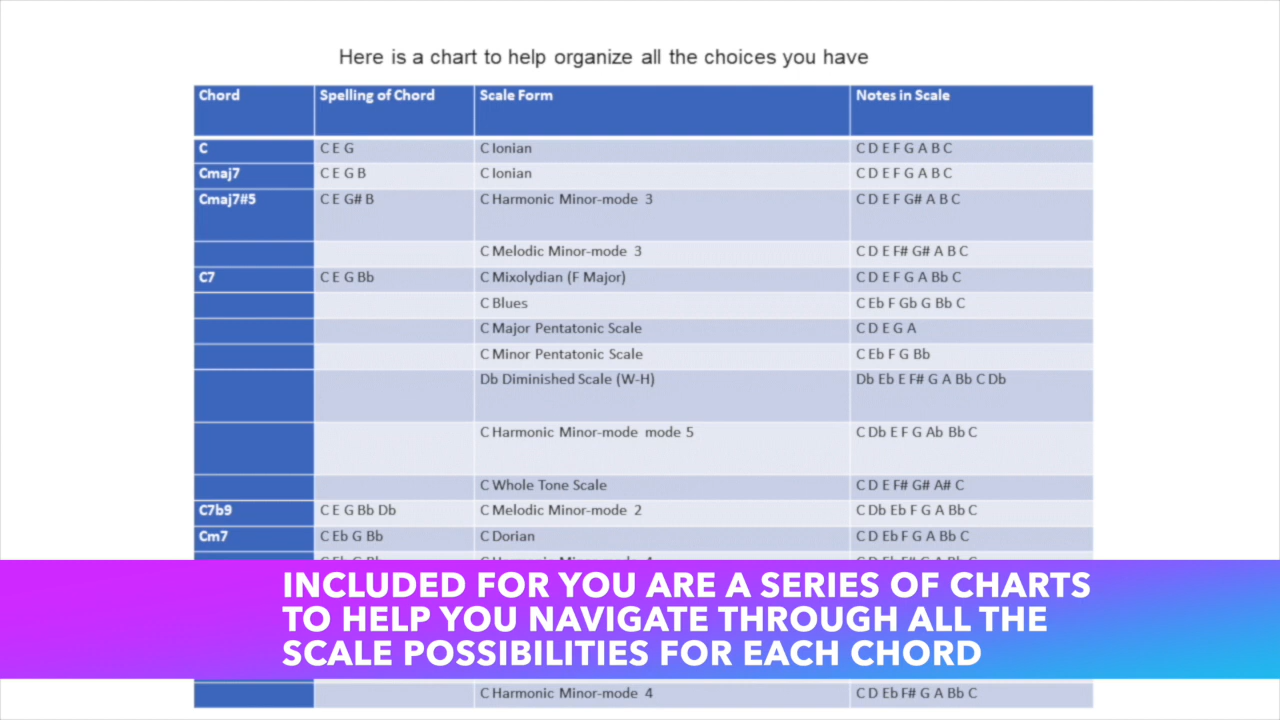 Here is a chart to help organize all the choices you have
Chord Spelling of Chord Scale Form Notes in Scale
C C E G C Ionian C D E F G A B C
Cmaj7 C E G B C Ionian C D E F G A B C
Cmaj7#5 C E G# B C Harmonic Minor-mode 3 C D E F G# A B C
C Melodic Minor-mode 3 C D E F# G# A B C
C7 C E G Bb C Mixolydian (F Major) C D E F G A Bb C
C Blues C Eb F Gb G Bb C
C Major Pentatonic Scale C D E G A
C Minor Pentatonic Scale C Eb F G Bb
Db Diminished Scale (W-H) Db Eb E F# G A Bb C Db
C Harmonic Minor-mode mode 5 C Db E F G Ab Bb C
C Whole Tone Scale C D E F# G# A# C
C7b9 C E G Bb Db C Melodic Minor-mode 2 C Db Eb F G A Bb C
Cm7 C Eb G Bb C Dorian C D Eb F G A Bb C
INCLUDED FOR YOU ARE A SERIES OF CHARTS
TO HELP YOU NAVIGATE THROUGH ALL THE
SCALE POSSIBILITIES FOR EACH CHORD
C Harmonic Minor-mode 4 C D Eb F# G A Bb C